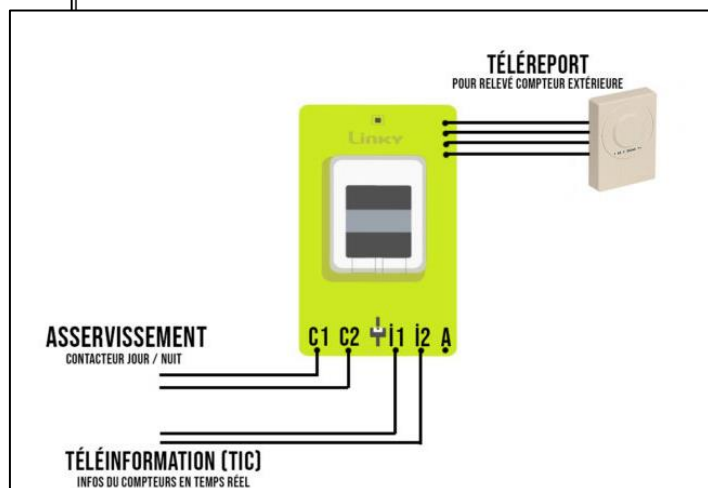 TÉLÉREPORT
POUR RELEVÉ COMPTEUR EXTÉRIEURE
Linky
ASSERVISSEMENT
CONTACTEUR JOUR / NUIT
C1 C2 i1 i2 A
TÉLÉINFORMATION (TIC)
INFOS DU COMPTEURS EN TEMPS RÉEL